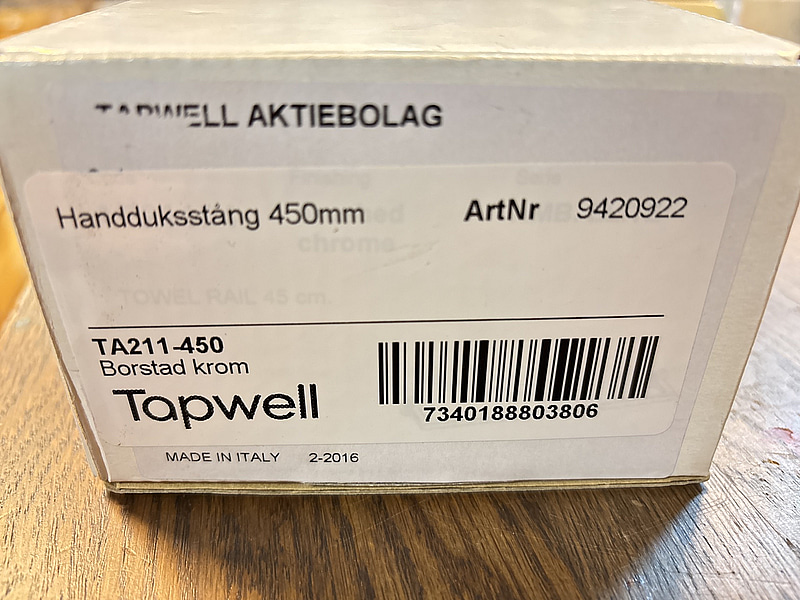 TAPWELL AKTIEBOLAG
Finishing
Handduksstång 450mm ArtNr 9420922
chrome
TOWEL RAIL 45 cm.
TA211-450
Borstad krom
Tapwell
7340188803806
MADE IN ITALY 2-2016